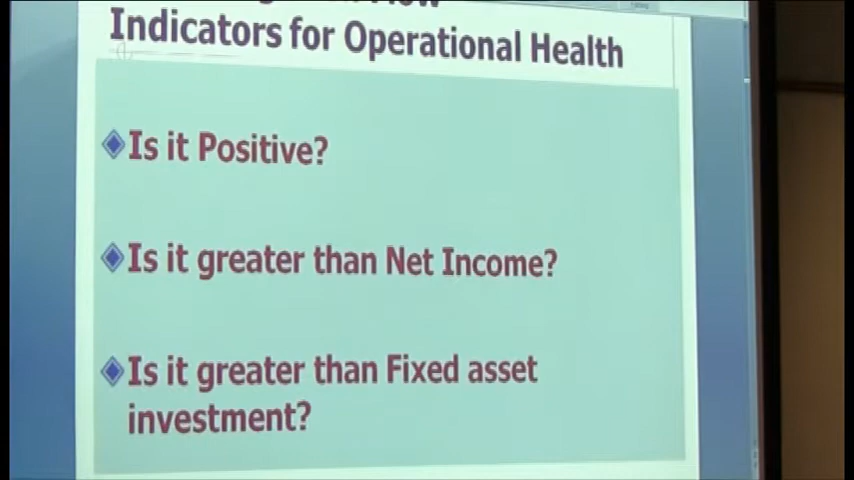 Indicators for Operational Health
Is it Positive?
Is it greater than Net Income?
Is it greater than Fixed asset
investment?